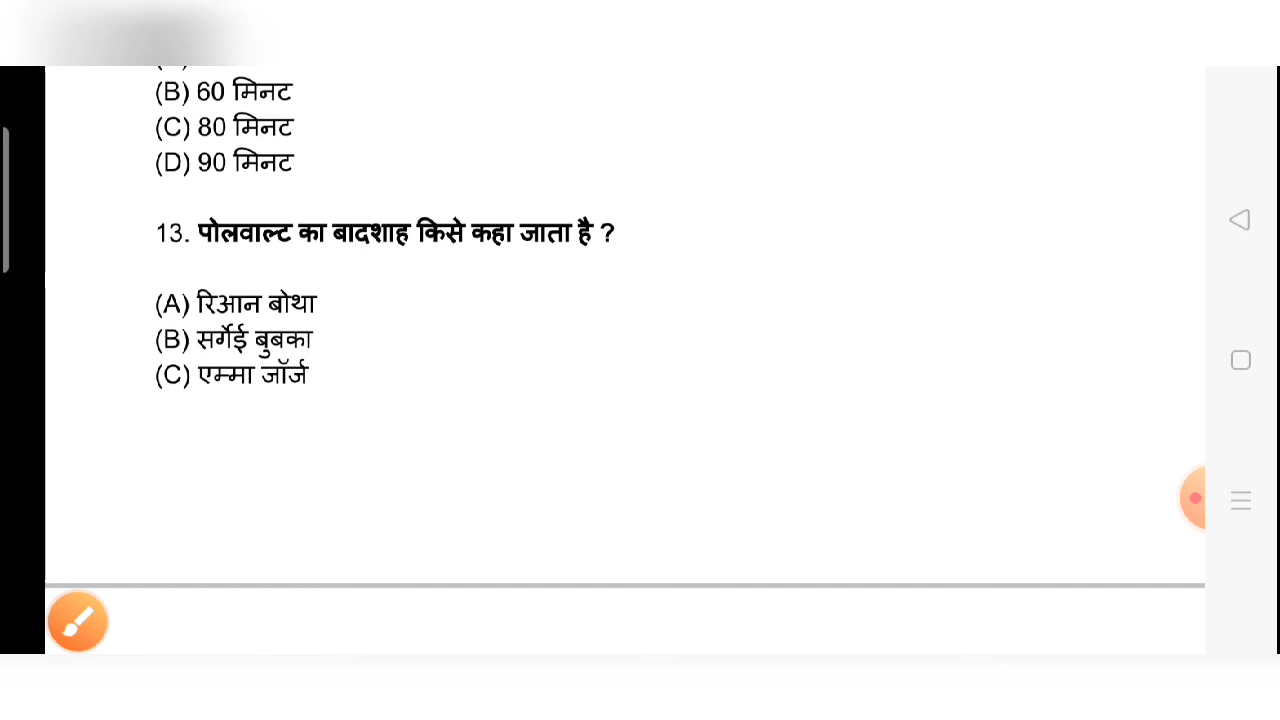 (B) 60 मिनट
(C) 80 मिनट
(D) 90 मिनट
13. पोलवाल्ट का बादशाह किसे कहा जाता है ?
(A) रिआन बोथा
(B) सर्गेई बुबका
(C) एम्मा जॉर्ज